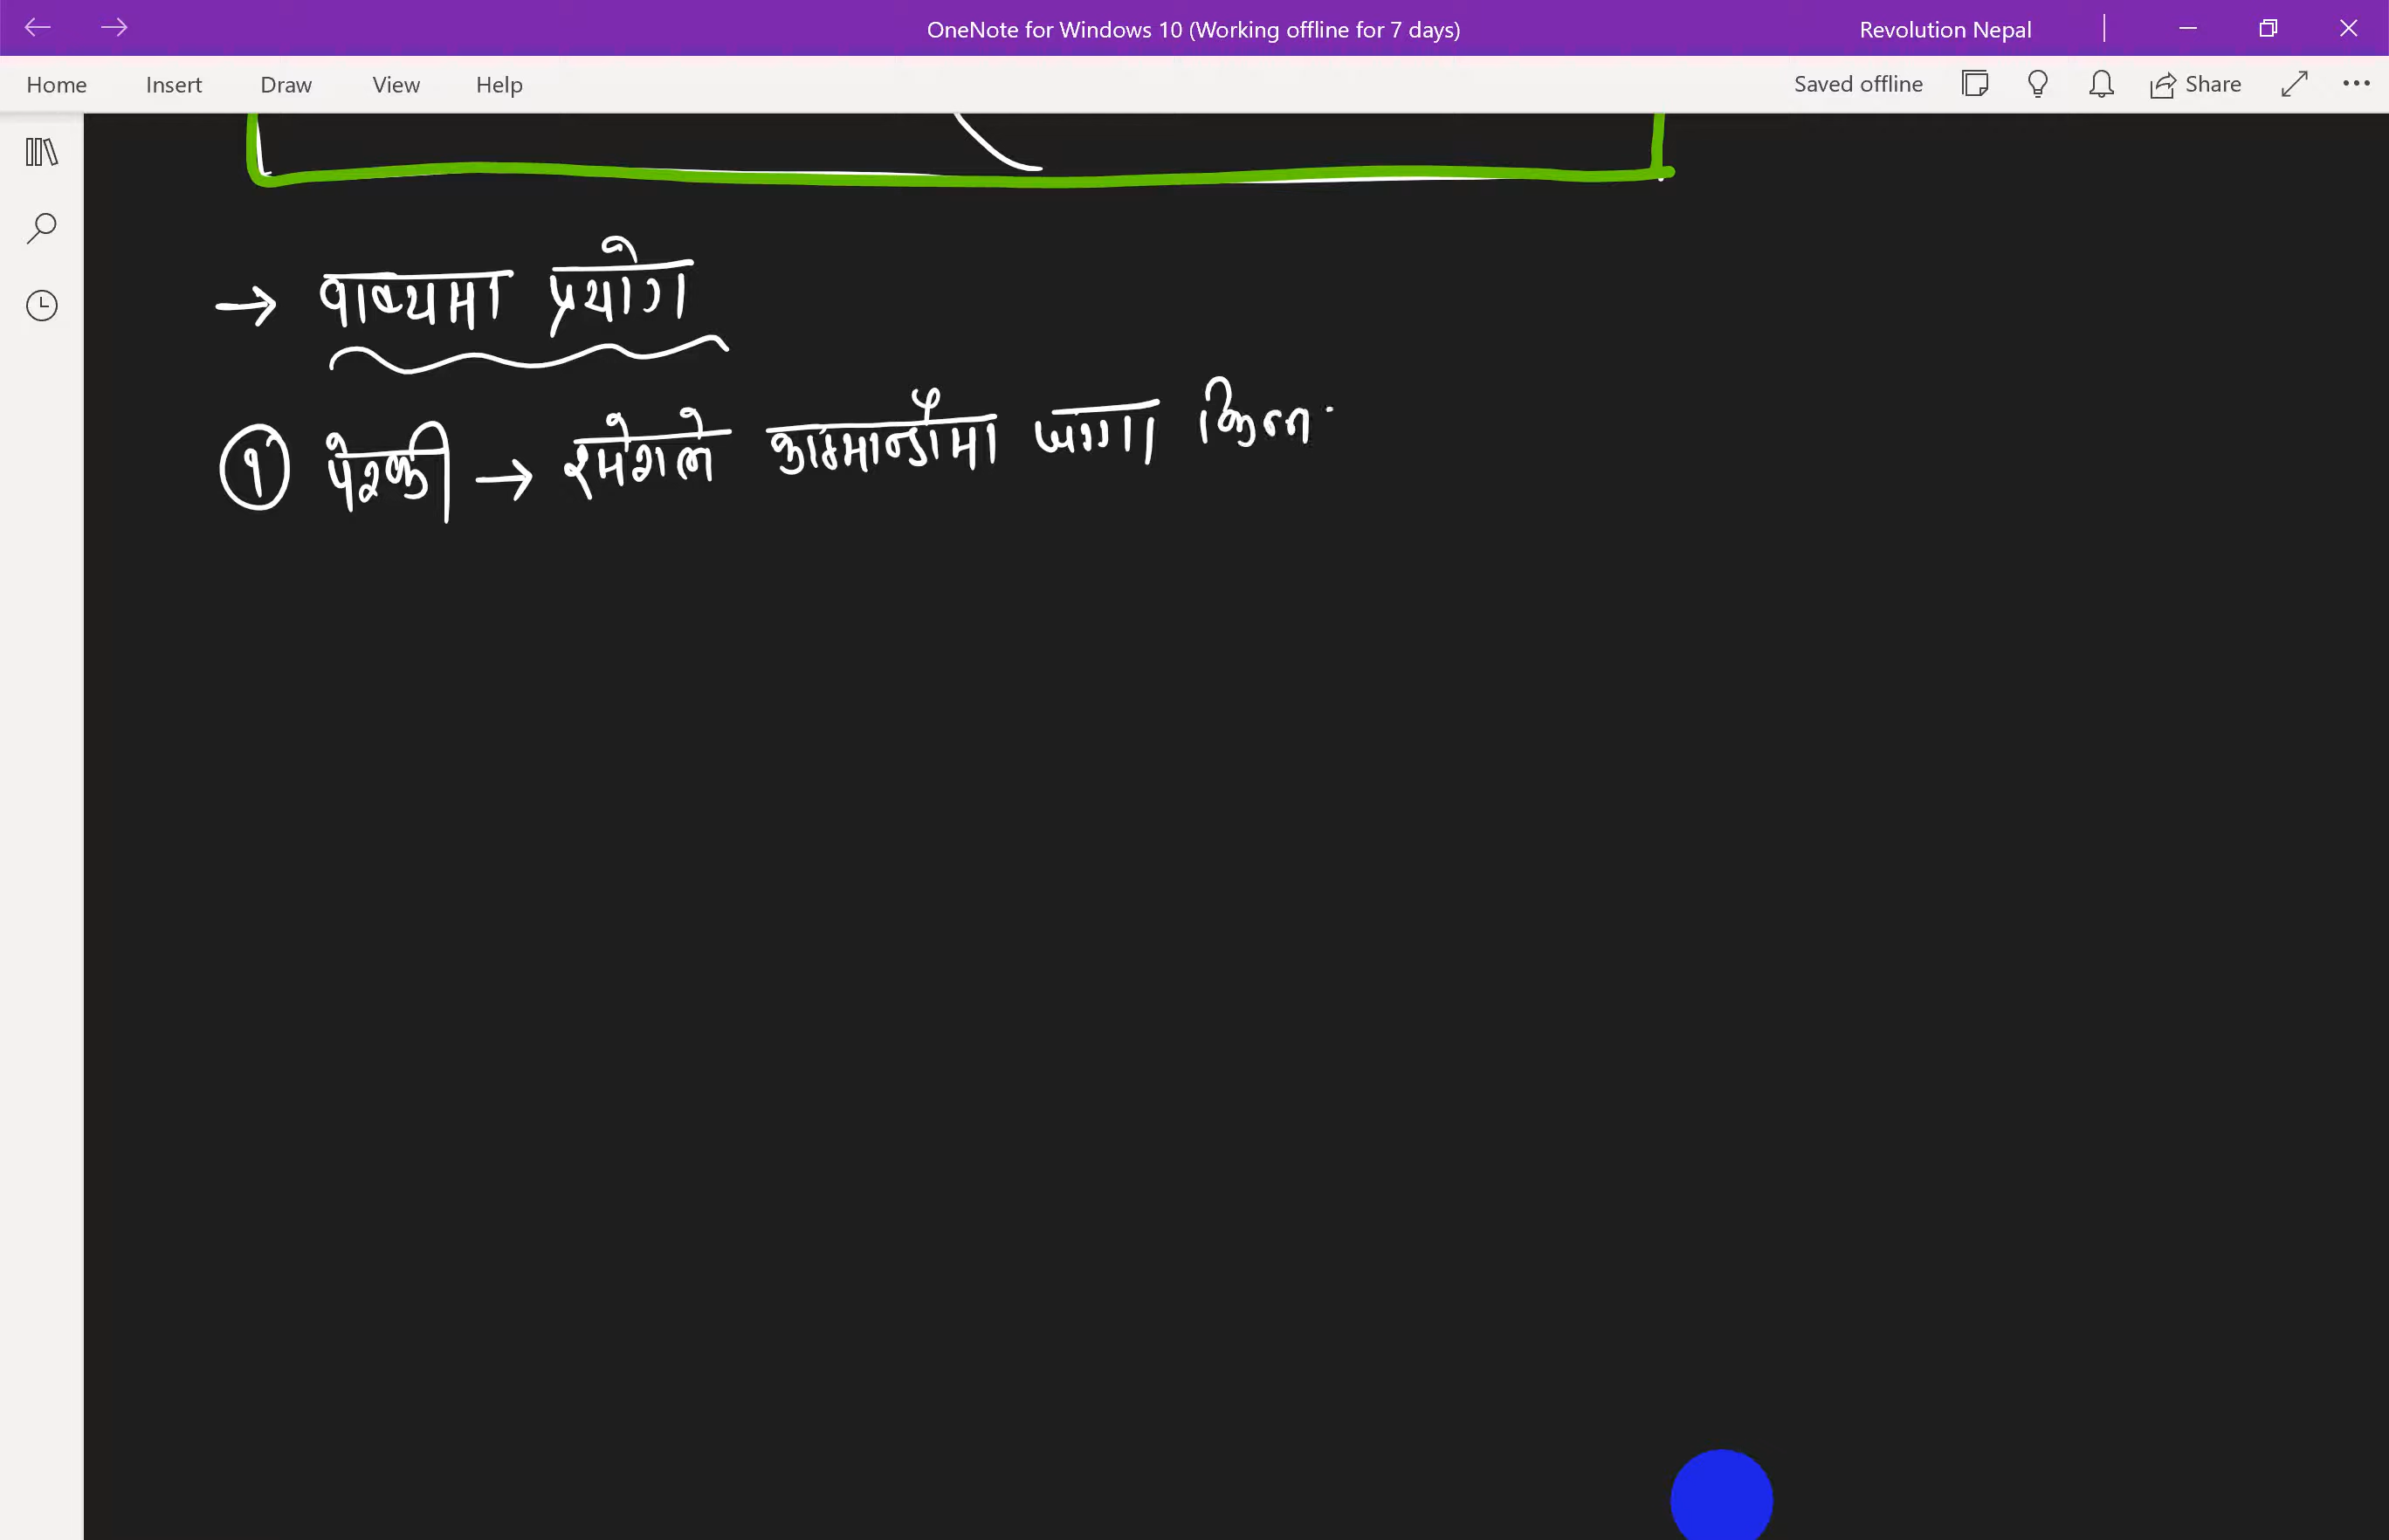 OneNote for Windows 10 (Working offline for 7 days)
Revolution Nepal
Home Insert Draw View Help
Saved offline Share
→ वाक्यमा प्रयोग
१ पेश्की → रमेशले काठमाडौंमा जग्गा किन्न